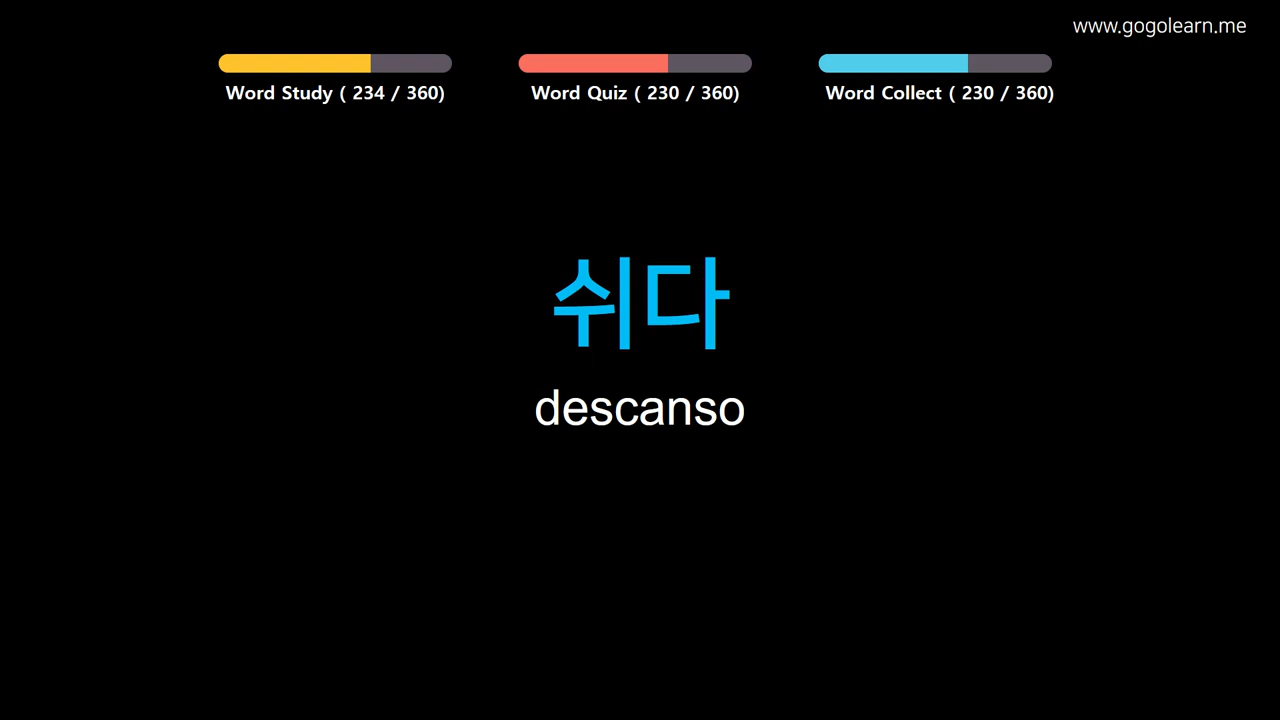 www.gogolearn.me
Word Study ( 234 / 360)
Word Quiz ( 230 / 360)
Word Collect ( 230 / 360)
쉬다
descanso